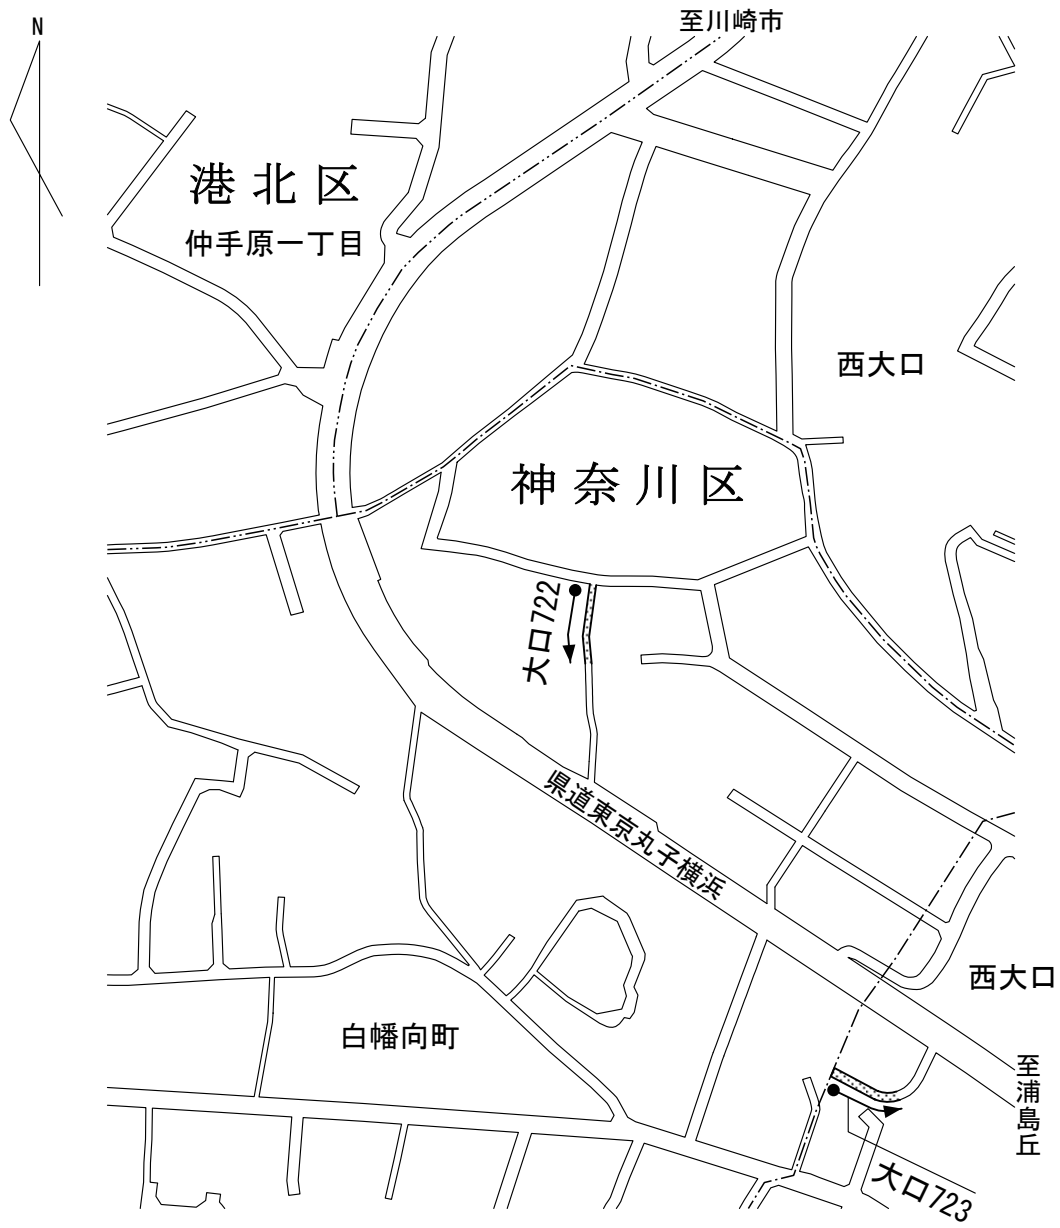 至川崎市
N
港北区
仲手原一丁目
西大口
神奈川区
大口722
県道東京丸子横浜
西大口
白幡向町
至浦島丘
大口723